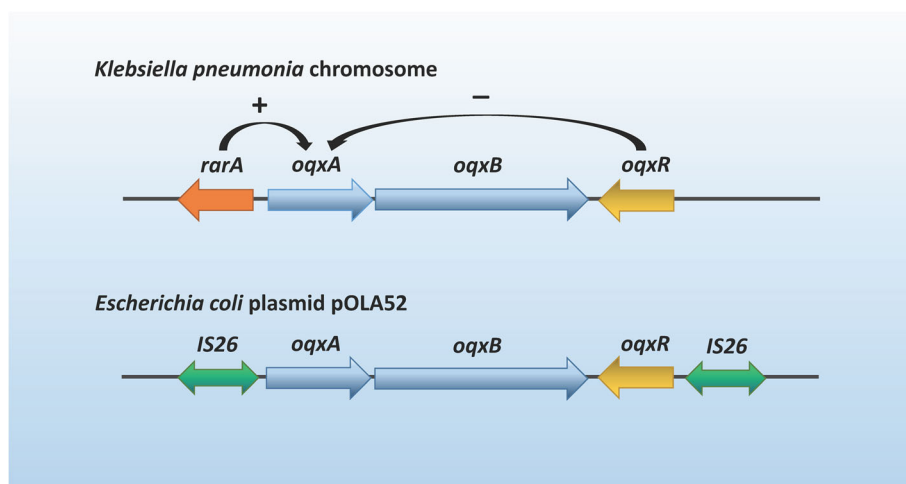 Klebsiella pneumonia chromosome
+ −
rarA oqxA oqxB oqxR
Escherichia coli plasmid pOLA52
IS26 oqxA oqxB oqxR IS26